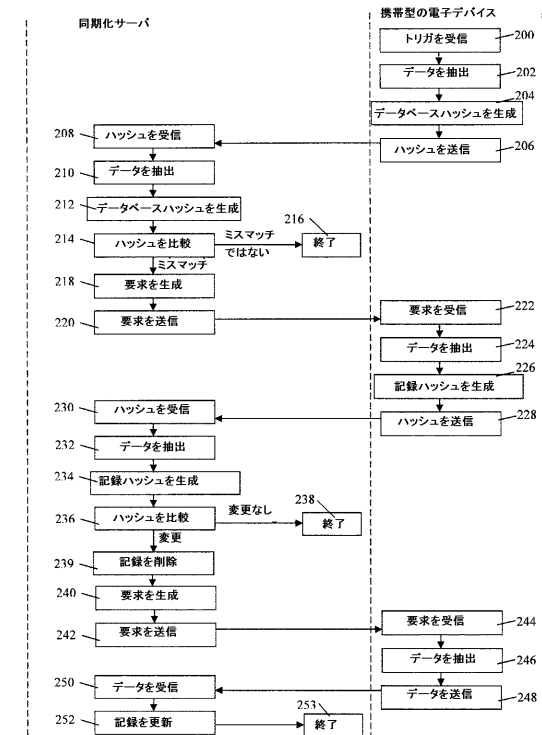 同期化サーバ
携帯型の電子デバイス
トリガを受信
200
データを抽出
202
204
データベースハッシュを生成
208
ハッシュを受信
ハッシュを送信
206
210
データを抽出
212
データベースハッシュを生成
216
214
ハッシュを比較
ミスマッチ
ではない
終了
ミスマッチ
218
要求を生成
220
要求を送信
要求を受信
222
データを抽出
224
226
記録ハッシュを生成
230
ハッシュを受信
ハッシュを送信
228
232
データを抽出
234
記録ハッシュを生成
238
236
ハッシュを比較
変更なし
終了
変更
239
記録を削除
240
要求を生成
242
要求を送信
要求を受信
244
データを抽出
246
250
データを受信
データを送信
248
253
252
記録を更新
終了